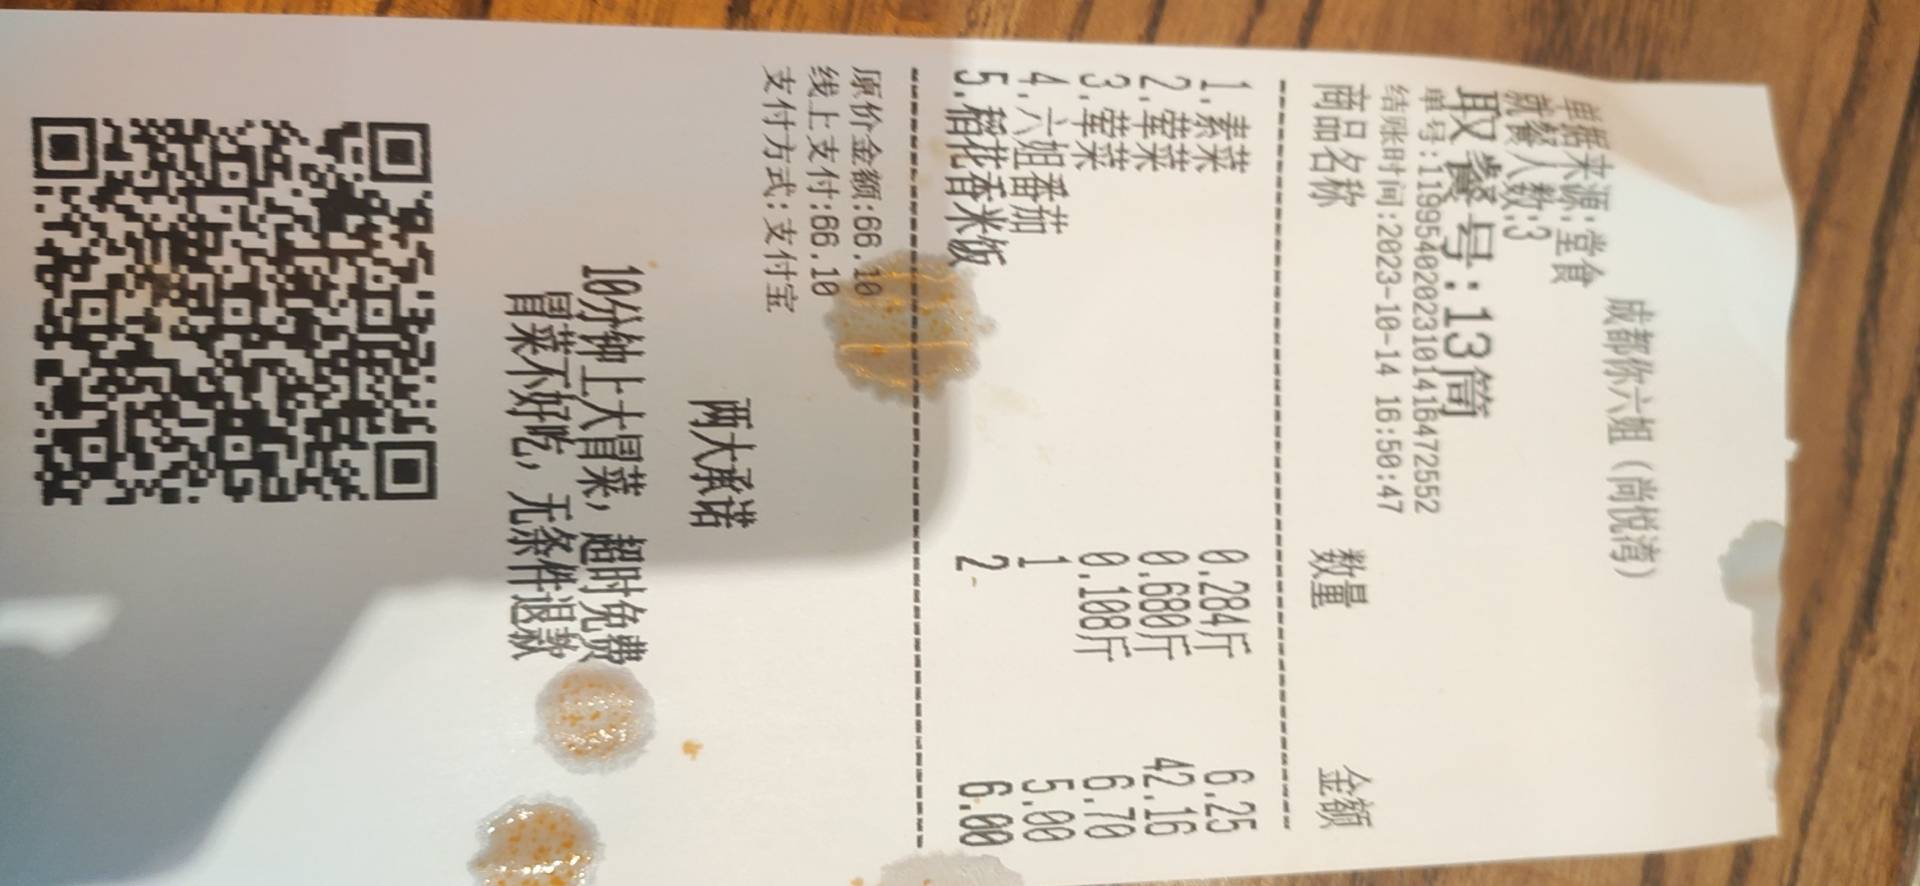 成都你六姐（尚悦湾）
单据来源:堂食
就餐人数:3
取餐号:13筒
单号:11995402020231014164725​52
结账时间:2023-10-14 16:50:47
商品名称 数量 金额
1.素菜 0.284斤 6.25
2.荤菜 0.680斤 42.16
3.荤菜 0.108斤 6.70
4.六姐番茄 1 5.00
5.稻花香米饭 2 6.00
原价金额:66.10
线上支付:66.10
支付方式:支付宝
两大承诺
10分钟上大冒菜，超时免费
冒菜不好吃，无条件退款